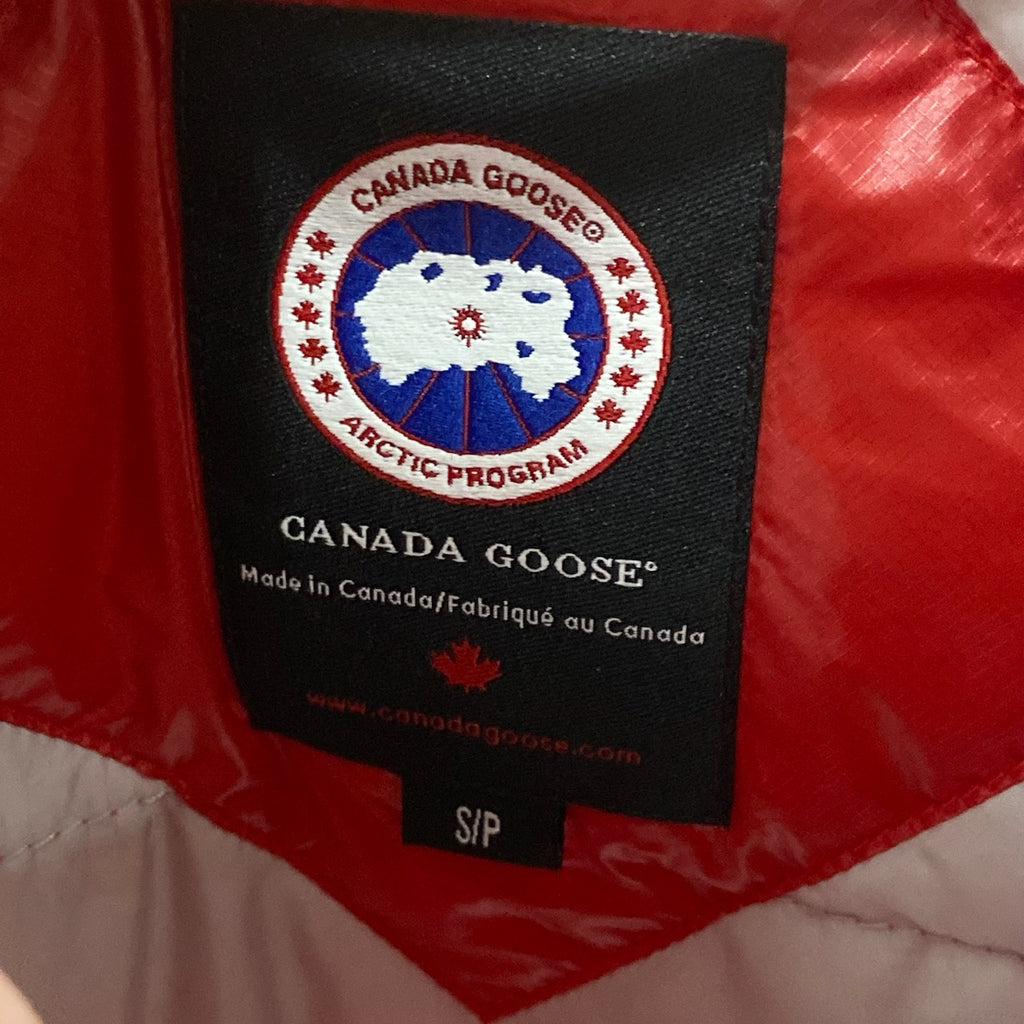 CANADA GOOSE®
ARCTIC PROGRAM
CANADA GOOSE®
Made in Canada/Fabriqué au Canada
www.canadagoose.com
S/P